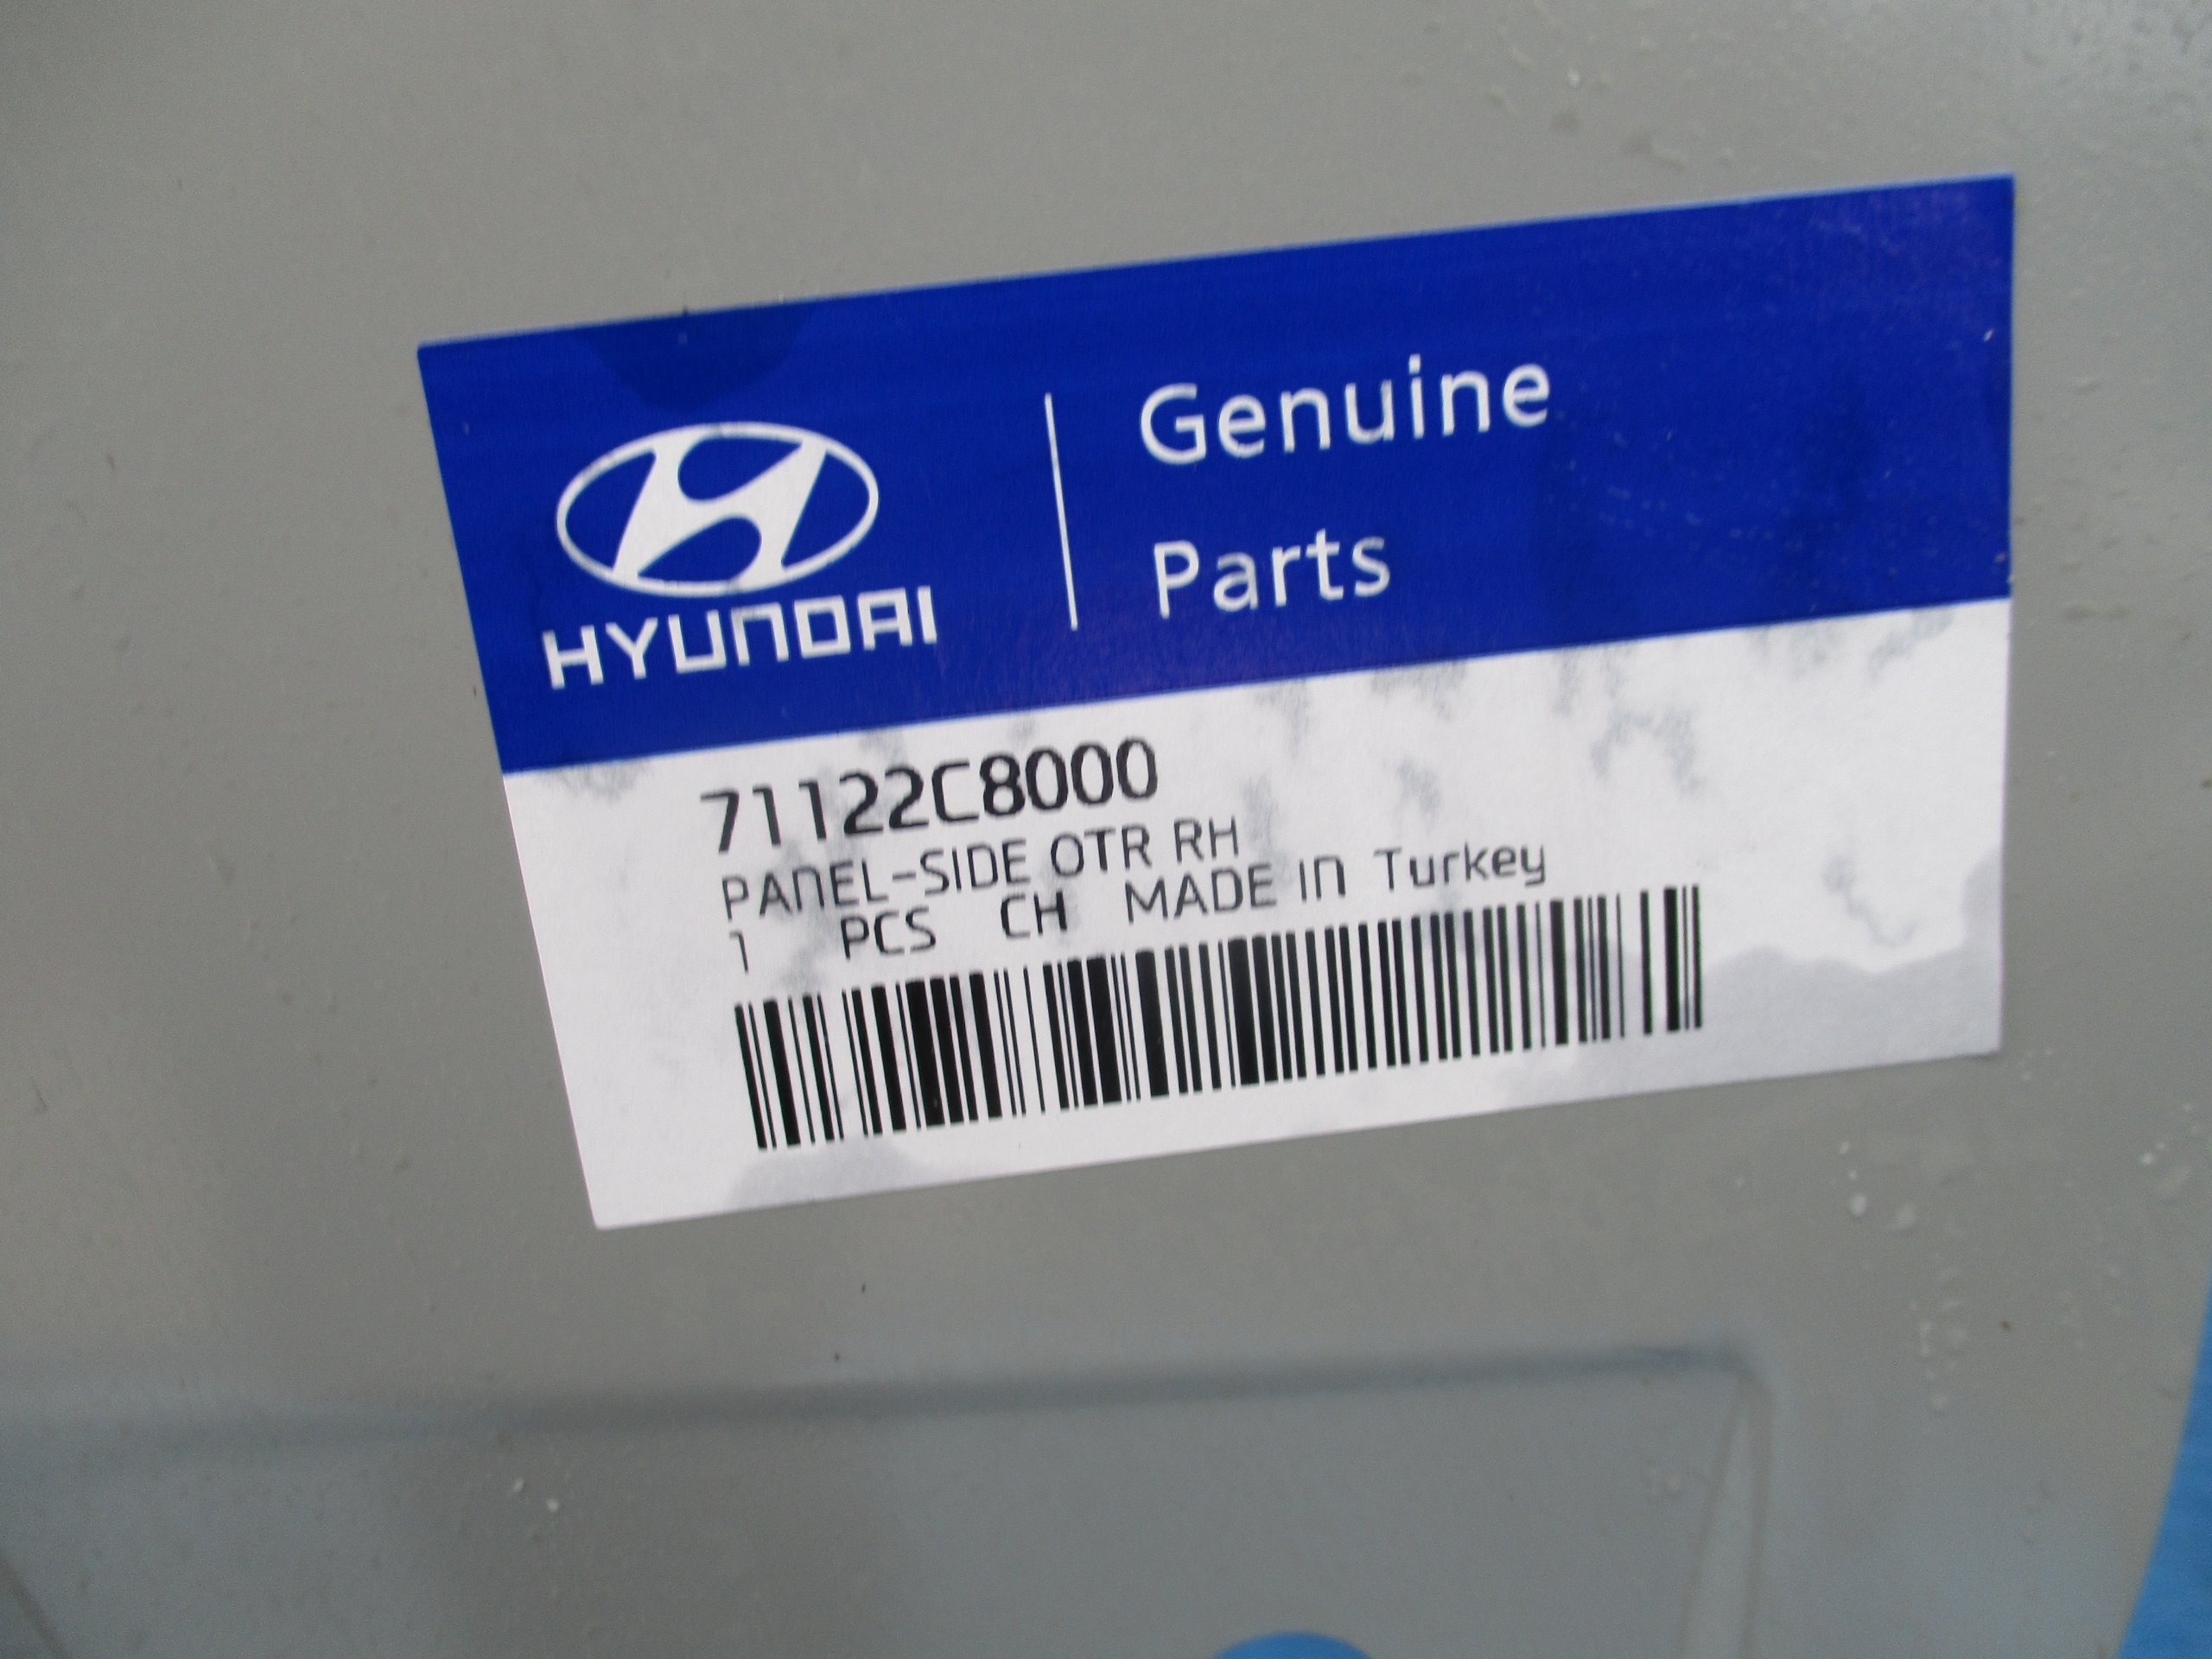 HYUNDAI
Genuine
Parts
71122C8000
PANEL-SIDE OTR RH
1 PCS CH MADE IN Turkey